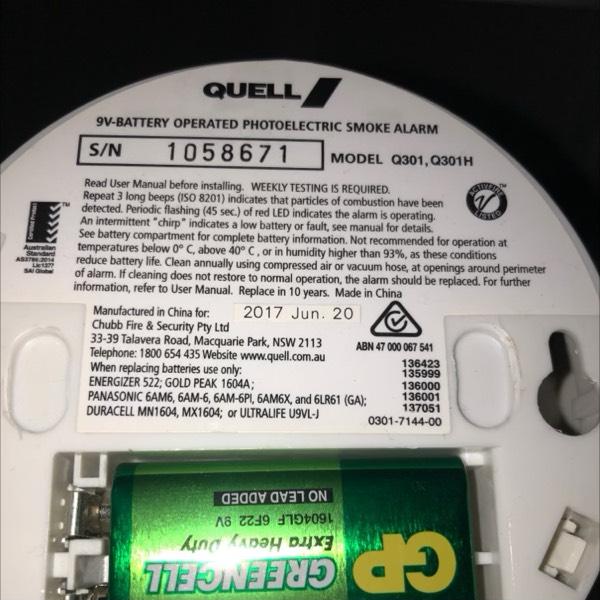 QUELL
9V-BATTERY OPERATED PHOTOELECTRIC SMOKE ALARM
S/N 1058671 MODEL Q301, Q301H
Read User Manual before installing. WEEKLY TESTING IS REQUIRED.
Repeat 3 long beeps (ISO 8201) indicates that particles of combustion have been
detected. Periodic flashing (45 sec.) of red LED indicates the alarm is operating.
An intermittent "chirp" indicates a low battery or fault, see manual for details.
See battery compartment for complete battery information. Not recommended for operation at
temperatures below 0° C, above 40° C, or in humidity higher than 93%, as these conditions
reduce battery life. Clean annually using compressed air or vacuum hose, at openings around perimeter
of alarm. If cleaning does not restore to normal operation, the alarm should be replaced. For further
information, refer to User Manual. Replace in 10 years. Made in China
ACTIVFIRE
LISTED
Certified Product
Australian
Standard
AS3786:2014
Lic1377
SAI Global
Manufactured in China for: 2017 Jun. 20
Chubb Fire & Security Pty Ltd
33-39 Talavera Road, Macquarie Park, NSW 2113
Telephone: 1800 654 435 Website www.quell.com.au
When replacing batteries use only:
ENERGIZER 522; GOLD PEAK 1604A;
PANASONIC 6AM6, 6AM-6, 6AM-6PI, 6AM6X, and 6LR61 (GA);
DURACELL MN1604, MX1604; or ULTRALIFE U9VL-J
ABN 47 000 067 541
136423
135999
136000
136001
137051
0301-7144-00
GP GREENCELL
Extra Heavy Duty
1604GLF 6F22 9V
NO LEAD ADDED